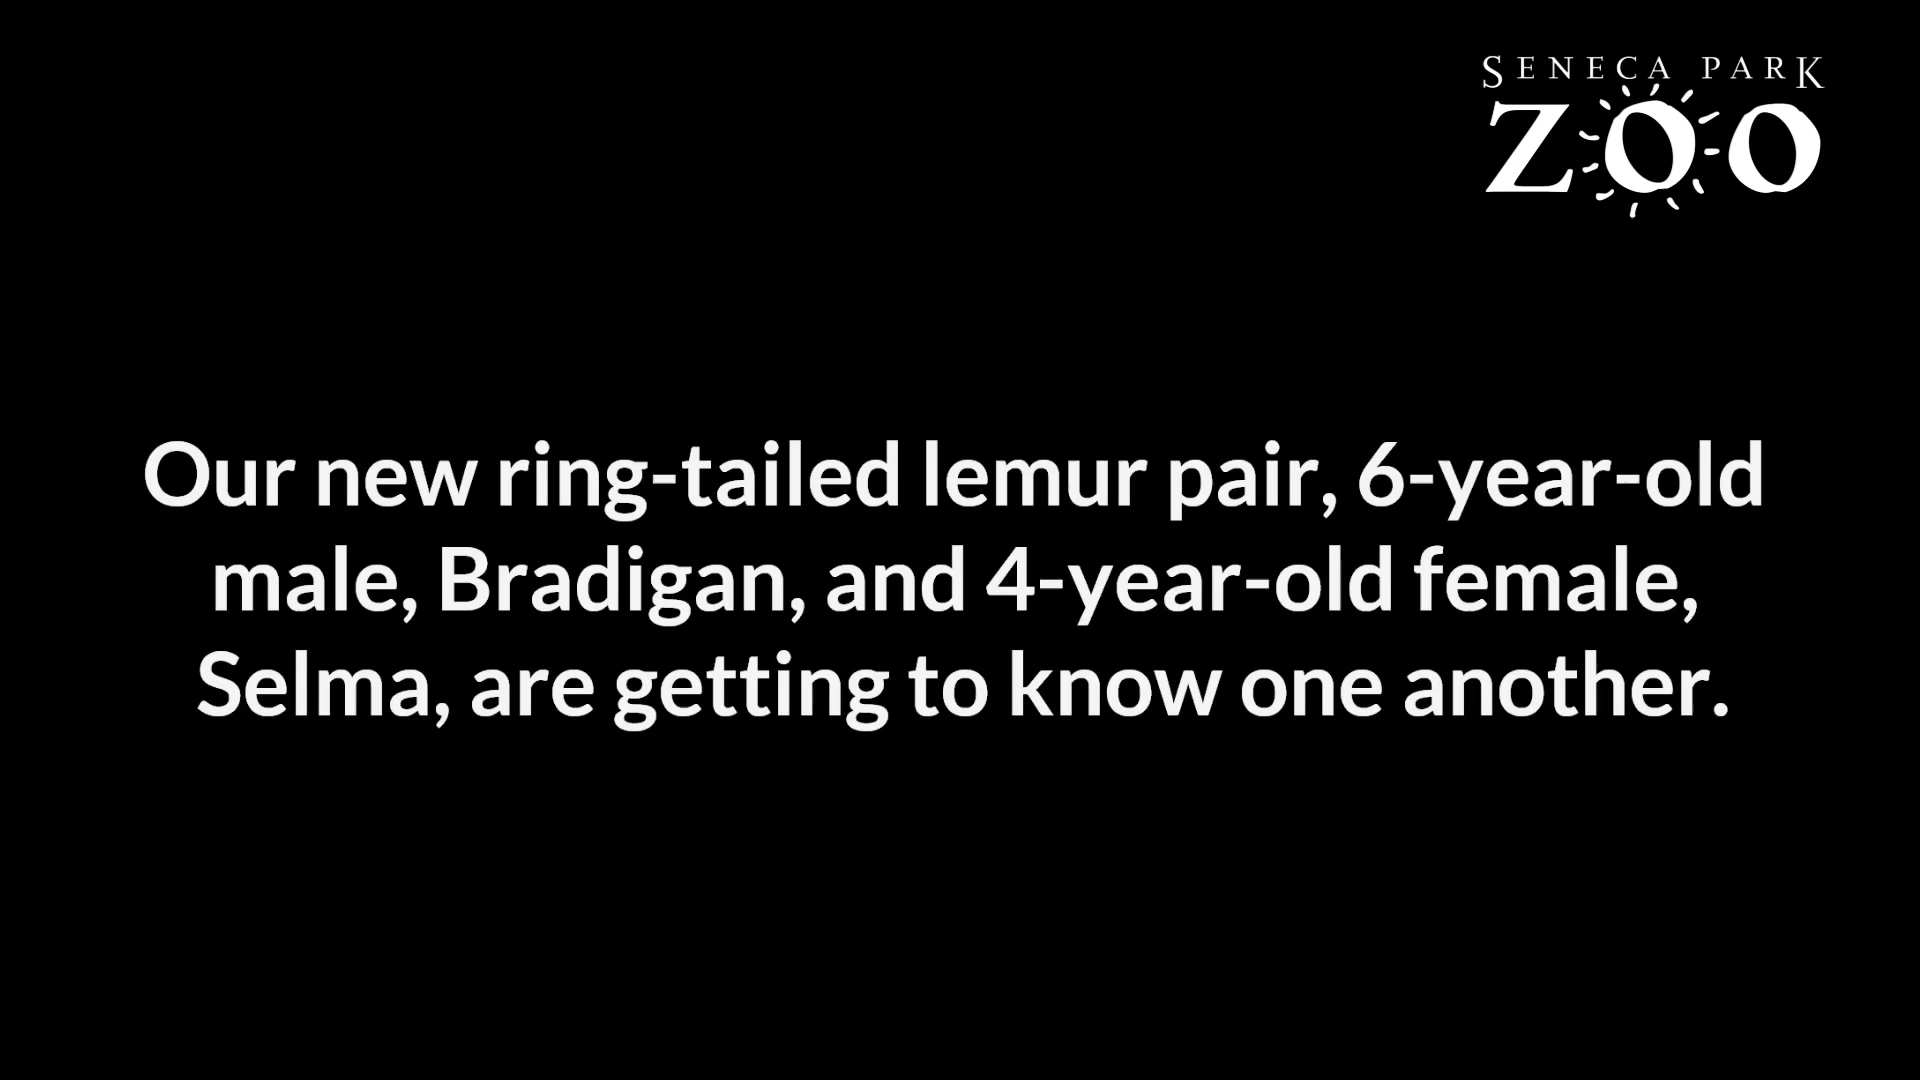 SENECA PARK
ZOO
Our new ring-tailed lemur pair, 6-year-old
male, Bradigan, and 4-year-old female,
Selma, are getting to know one another.